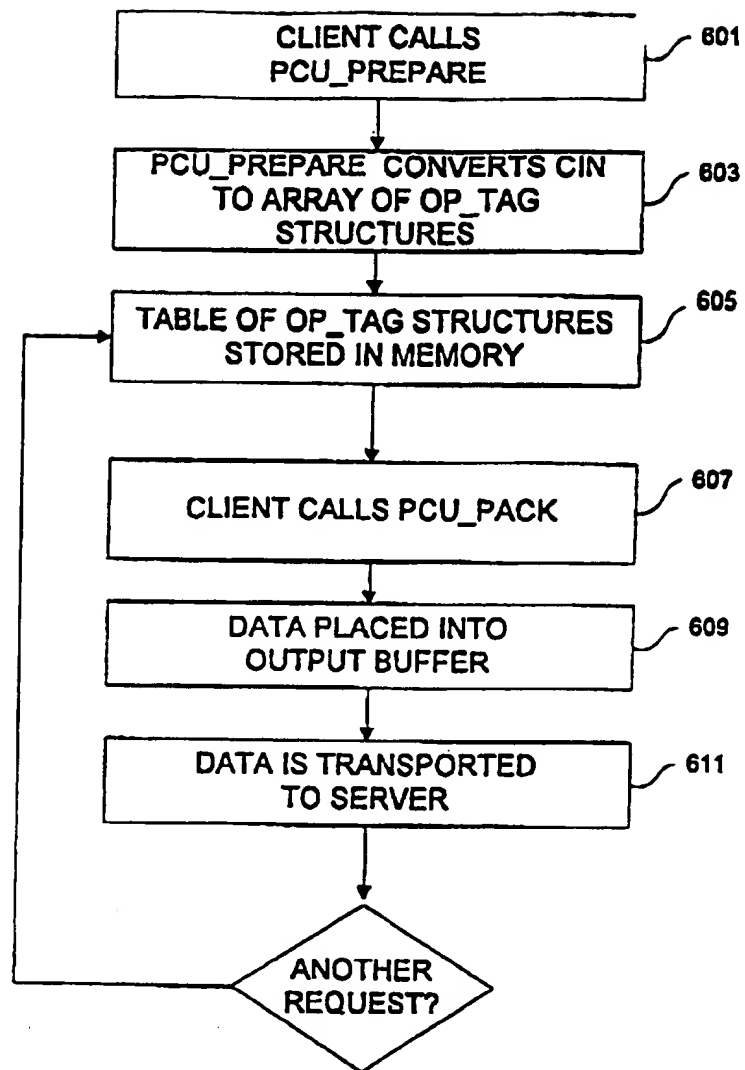 CLIENT CALLS
PCU_PREPARE
601
PCU_PREPARE CONVERTS CIN
TO ARRAY OF OP_TAG
STRUCTURES
603
TABLE OF OP_TAG STRUCTURES
STORED IN MEMORY
605
CLIENT CALLS PCU_PACK
607
DATA PLACED INTO
OUTPUT BUFFER
609
DATA IS TRANSPORTED
TO SERVER
611
ANOTHER
REQUEST?